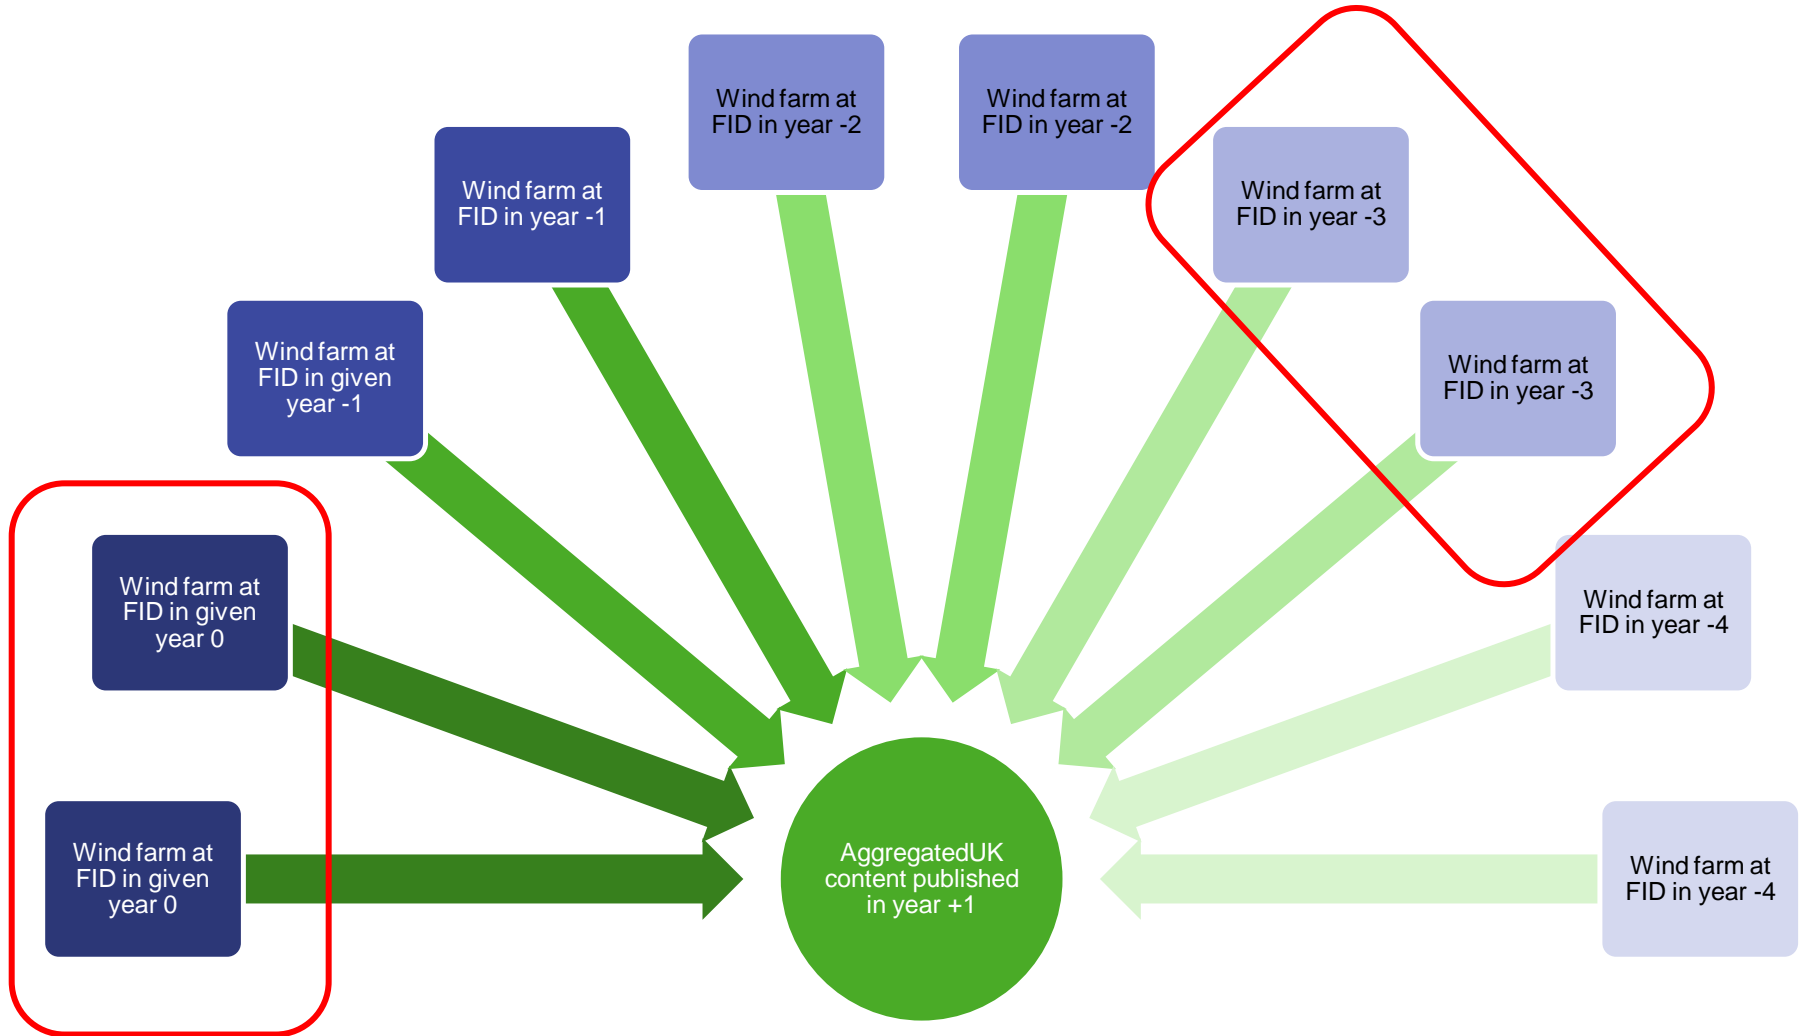 Wind farm at
FID in year -2
Wind farm at
FID in year -2
Wind farm at
FID in year -1
Wind farm at
FID in year -3
Wind farm at
FID in given
year -1
Wind farm at
FID in year -3
Wind farm at
FID in given
year 0
Wind farm at
FID in year -4
Wind farm at
FID in given
year 0
AggregatedUK
content published
in year +1
Wind farm at
FID in year -4